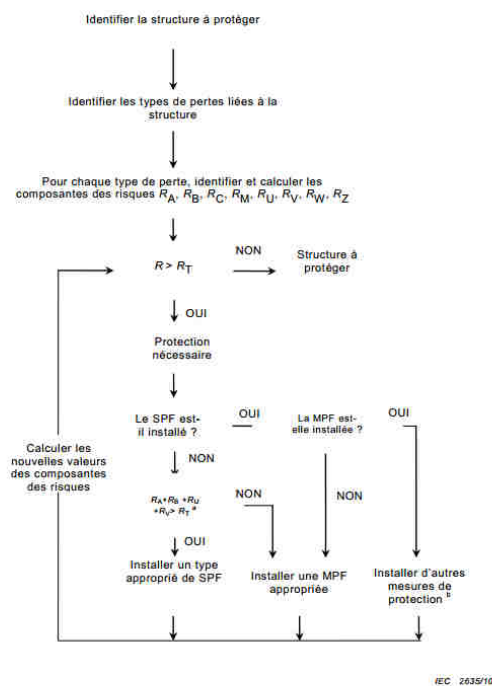 Identifier la structure à protéger
Identifier les types de pertes liées à la
structure
Pour chaque type de perte, identifier et calculer les
composantes des risques RA, RB, RC, RM, RU, RV, RW, RZ
R > RT
NON
Structure à
protéger
OUI
Protection
nécessaire
Le SPF est-
il installé ?
OUI
La MPF est-
elle installée ?
OUI
Calculer les
nouvelles valeurs
des composantes
des risques
NON
RA+RB +RU
+RV> RT a
NON
NON
OUI
Installer un type
approprié de SPF
Installer une MPF
appropriée
Installer d'autres
mesures de
protection b
IEC 2635/10